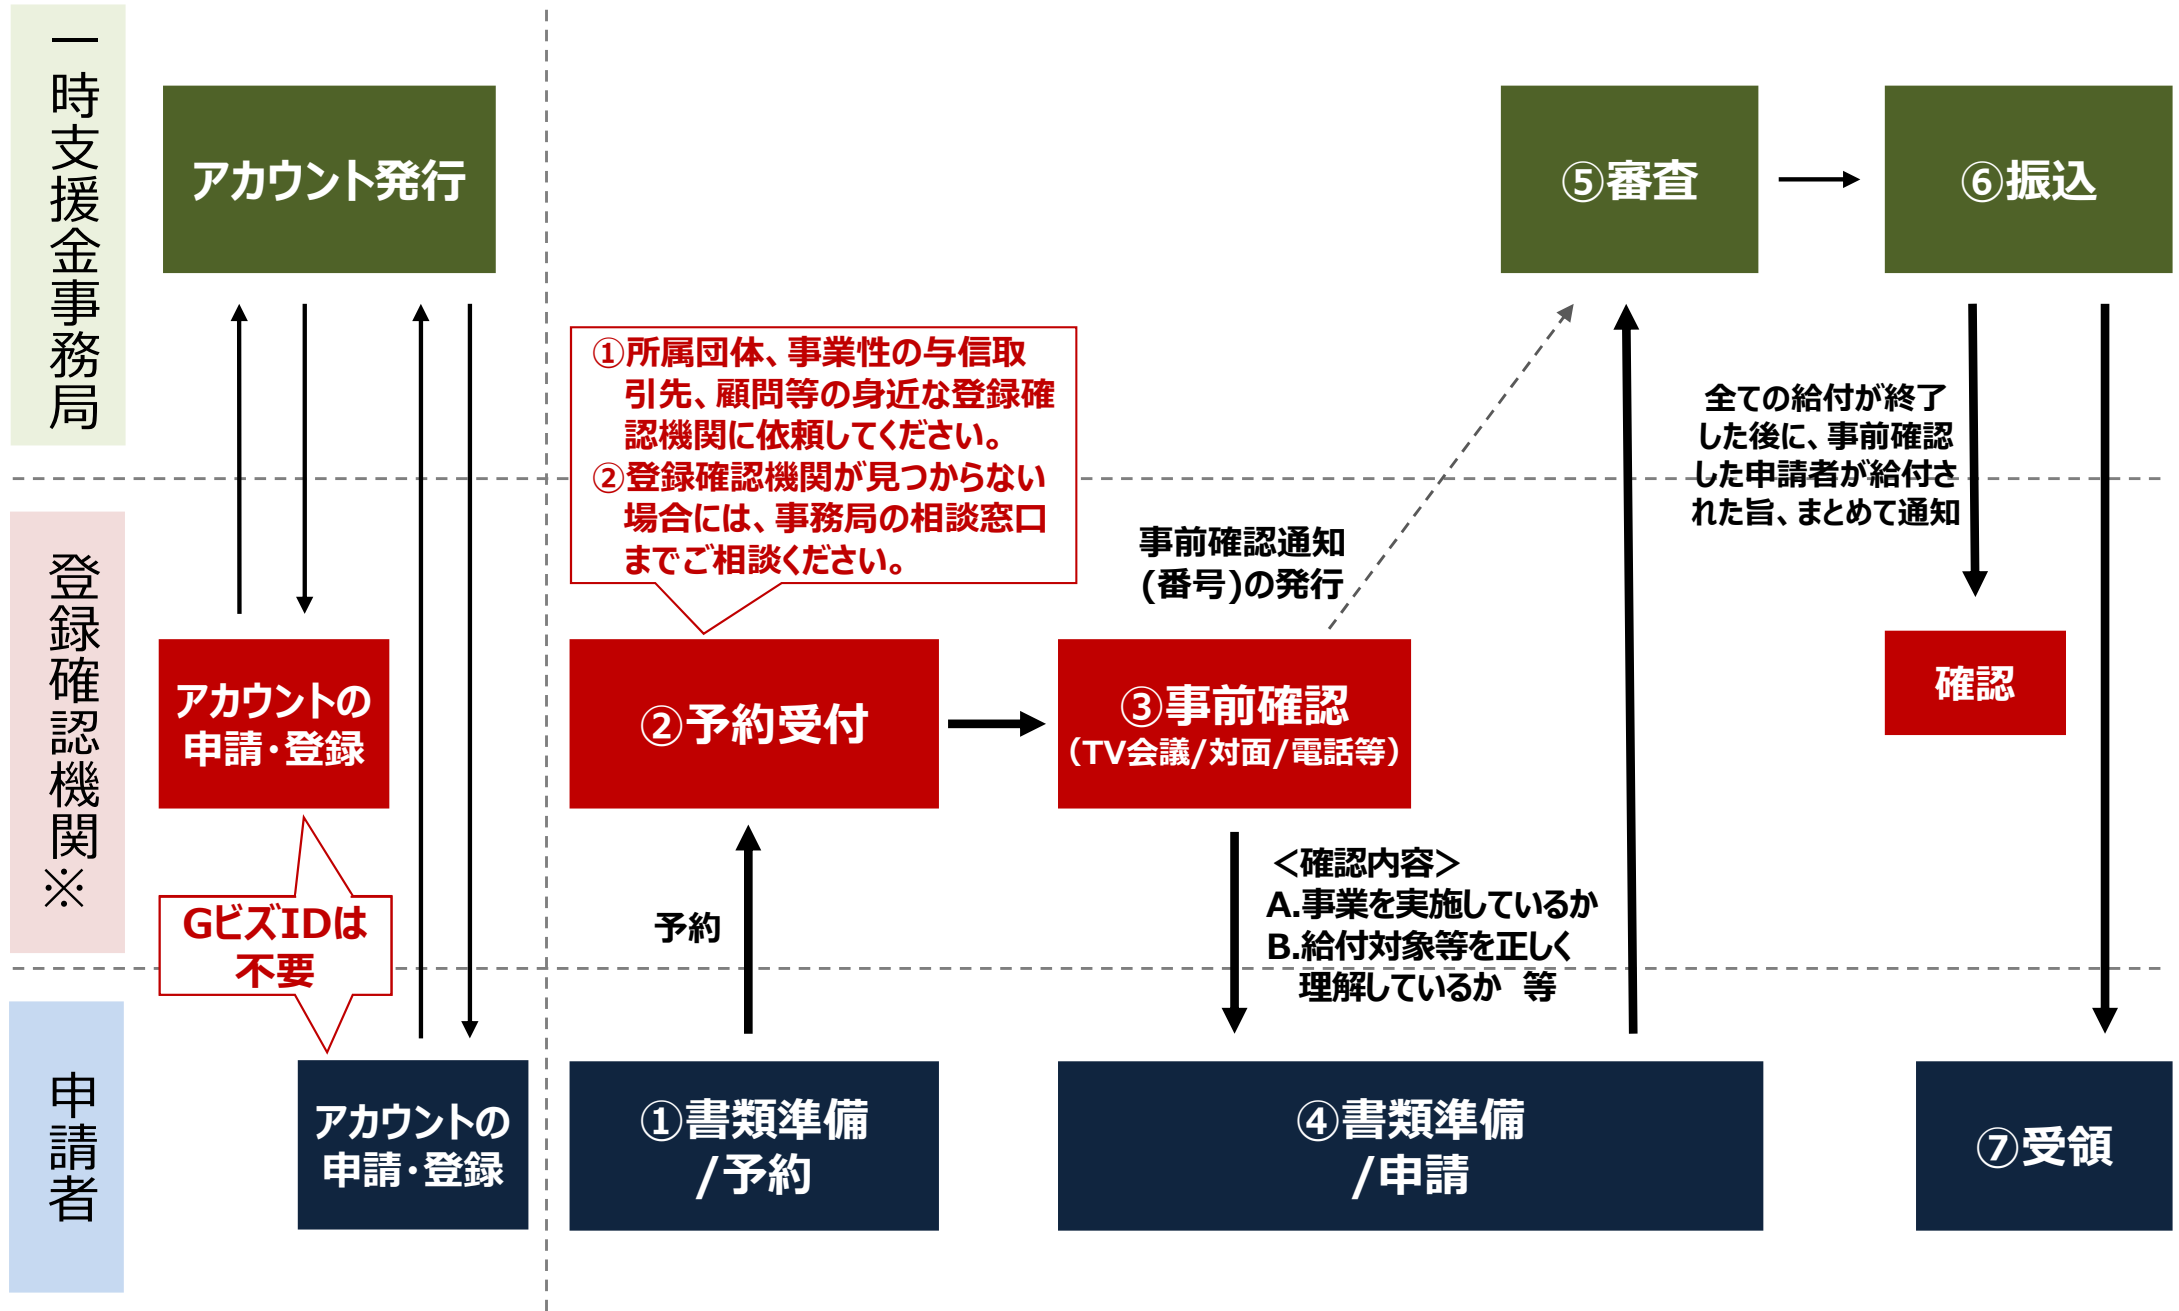 一時支援金事務局
アカウント発行
⑤審査
⑥振込
①所属団体、事業性の与信取
引先、顧問等の身近な登録確
認機関に依頼してください。
②登録確認機関が見つからない
場合には、事務局の相談窓口
までご相談ください。
全ての給付が終了
した後に、事前確認
した申請者が給付さ
れた旨、まとめて通知
事前確認通知
(番号)の発行
登録確認機関※
アカウントの
申請・登録
②予約受付
③事前確認
（TV会議/対面/電話等）
確認
GビズIDは
不要
予約
＜確認内容＞
A.事業を実施しているか
B.給付対象等を正しく
理解しているか　等
申請者
アカウントの
申請・登録
①書類準備
/予約
④書類準備
/申請
⑦受領